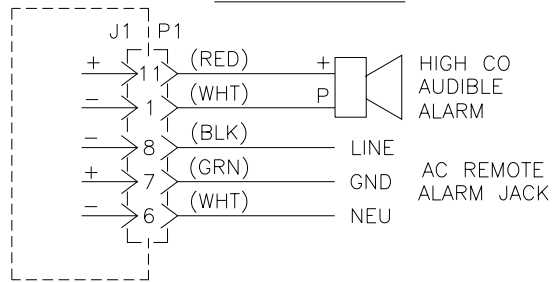 J1 P1
+ 11 (RED) + HIGH CO
AUDIBLE
ALARM
− 1 (WHT) P
− 8 (BLK) LINE
+ 7 (GRN) GND AC REMOTE
ALARM JACK
− 6 (WHT) NEU